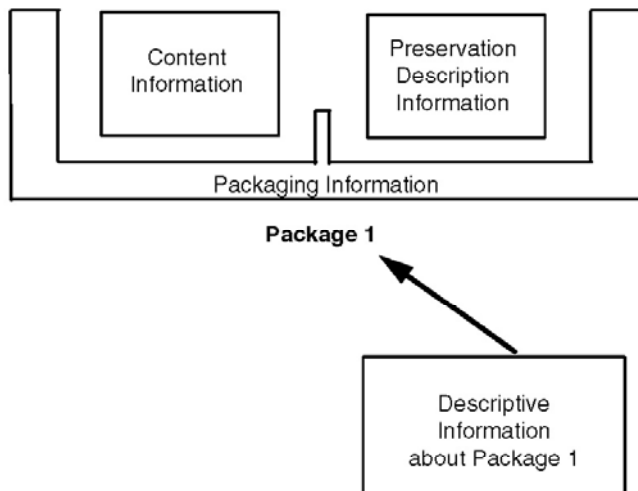 Content
Information
Preservation
Description
Information
Packaging Information
Package 1
Descriptive
Information
about Package 1